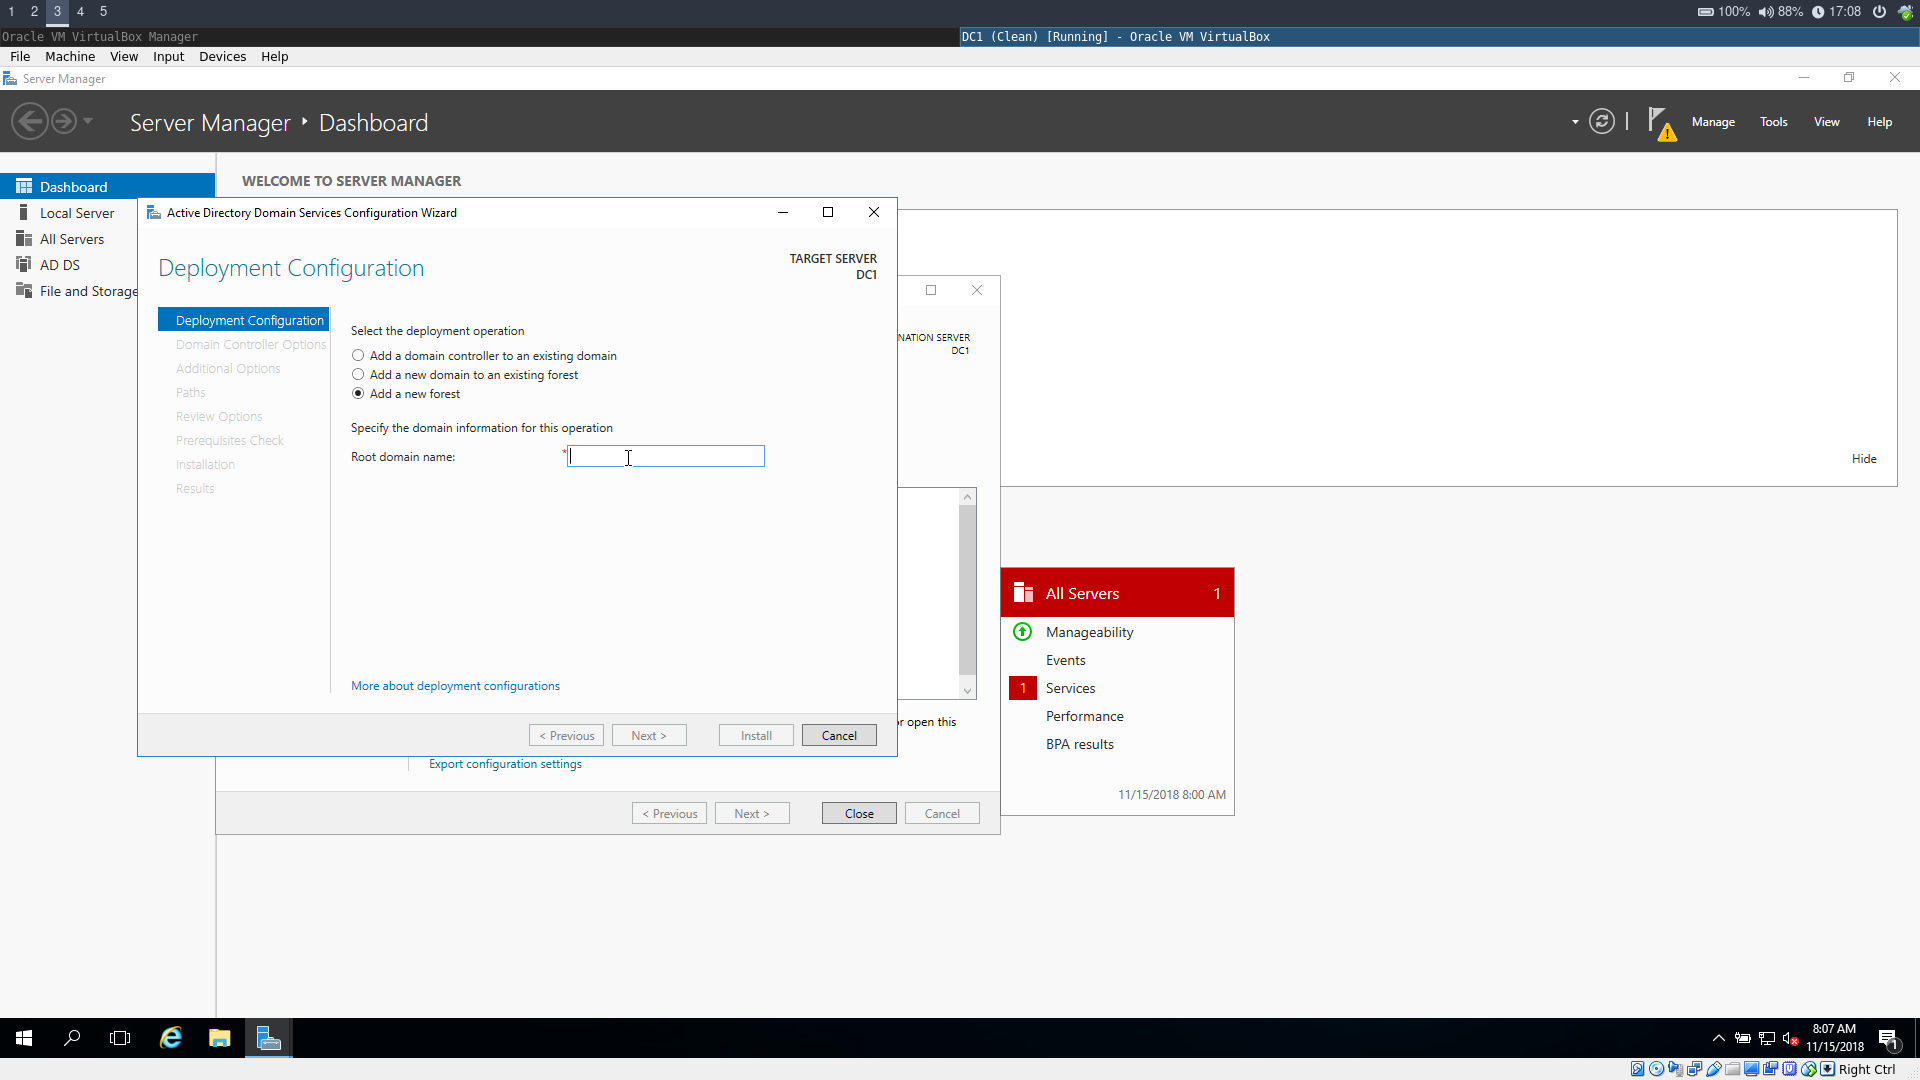 1 2 3 4 5
100% 88% 17:08
Oracle VM VirtualBox Manager
DC1 (Clean) [Running] - Oracle VM VirtualBox
File Machine View Input Devices Help
Server Manager
Server Manager Dashboard
Manage Tools View Help
Dashboard
Local Server
All Servers
AD DS
File and Storage
WELCOME TO SERVER MANAGER
Active Directory Domain Services Configuration Wizard
Deployment Configuration
TARGET SERVER
DC1
Deployment Configuration
Domain Controller Options
Additional Options
Paths
Review Options
Prerequisites Check
Installation
Results
Select the deployment operation
Add a domain controller to an existing domain
Add a new domain to an existing forest
Add a new forest
Specify the domain information for this operation
Root domain name: *
More about deployment configurations
< Previous Next > Install Cancel
NATION SERVER
DC1
or open this
Export configuration settings
< Previous Next > Close Cancel
Hide
All Servers 1
Manageability
Events
1 Services
Performance
BPA results
11/15/2018 8:00 AM
8:07 AM
11/15/2018
1
Right Ctrl